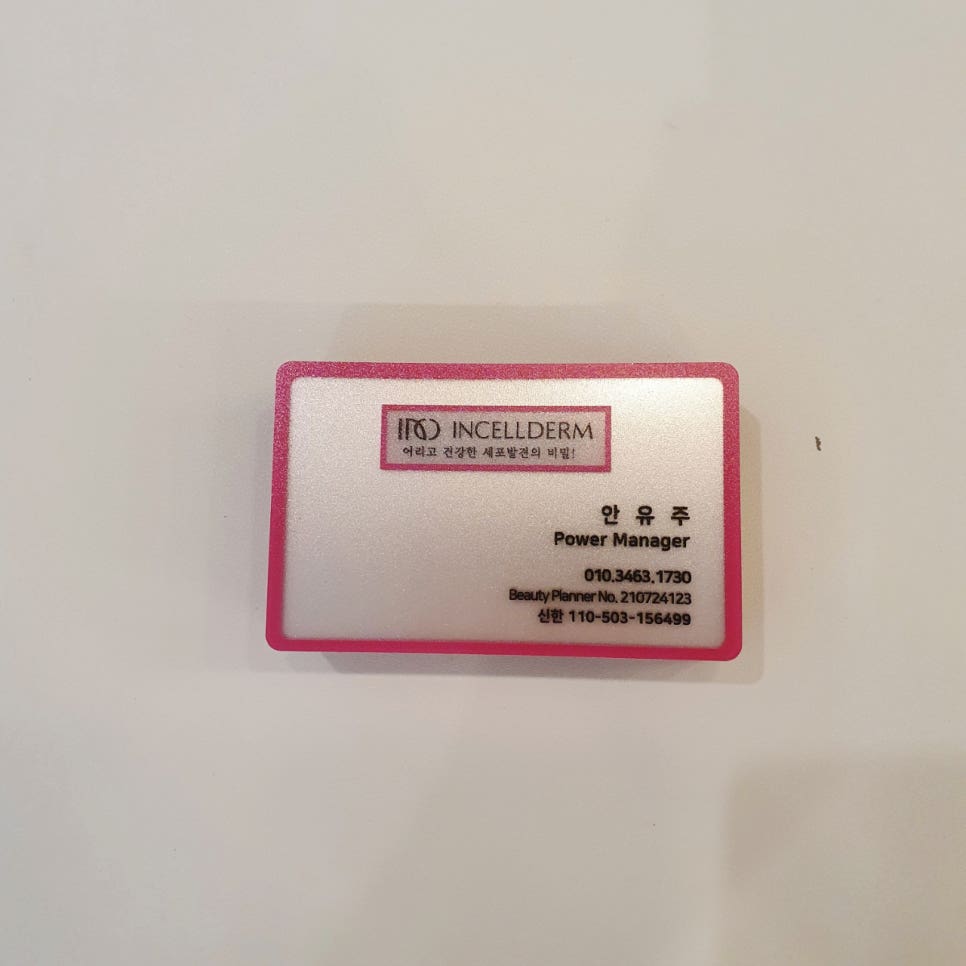 INCELLDERM
어리고 건강한 세포발견의 비밀!
안 유 주
Power Manager
010.3463.1730
Beauty Planner No. 210724123
신한 110-503-156499